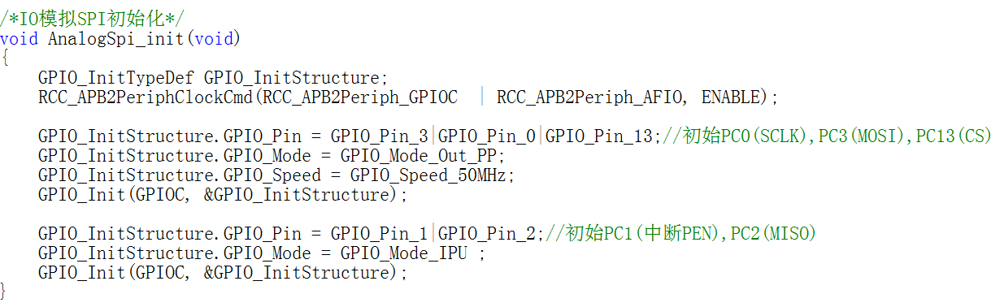 /*IO模拟SPI初始化*/
void AnalogSpi_init(void)
{
    GPIO_InitTypeDef GPIO_InitStructure;
    RCC_APB2PeriphClockCmd(RCC_APB2Periph_GPIOC  | RCC_APB2Periph_AFIO, ENABLE);

    GPIO_InitStructure.GPIO_Pin = GPIO_Pin_3|GPIO_Pin_0|GPIO_Pin_13;//初始PC0(SCLK),PC3(MOSI),PC13(CS)
    GPIO_InitStructure.GPIO_Mode = GPIO_Mode_Out_PP;
    GPIO_InitStructure.GPIO_Speed = GPIO_Speed_50MHz;
    GPIO_Init(GPIOC, &GPIO_InitStructure);

    GPIO_InitStructure.GPIO_Pin = GPIO_Pin_1|GPIO_Pin_2;//初始PC1(中断PEN),PC2(MISO)
    GPIO_InitStructure.GPIO_Mode = GPIO_Mode_IPU ;
    GPIO_Init(GPIOC, &GPIO_InitStructure);
}